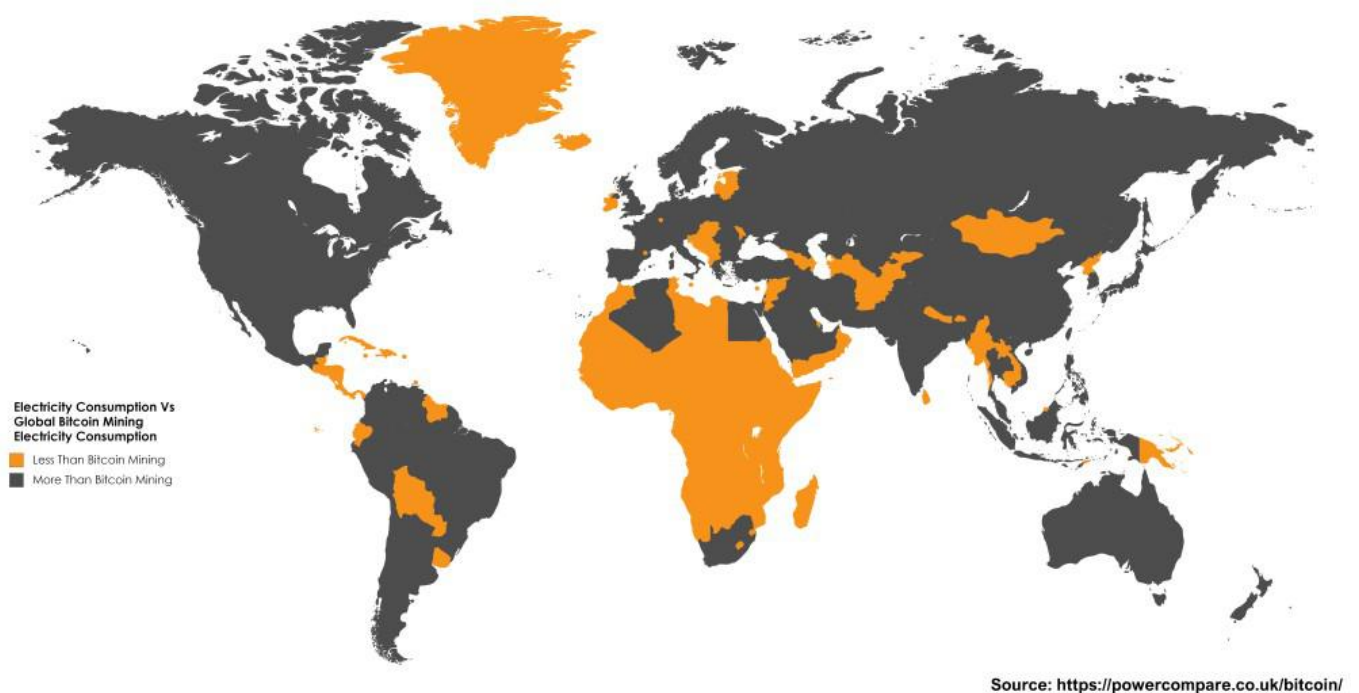 Electricity Consumption Vs
Global Bitcoin Mining
Electricity Consumption
Less Than Bitcoin Mining
More Than Bitcoin Mining
Source: https://powercompare.co.uk/bitcoin/